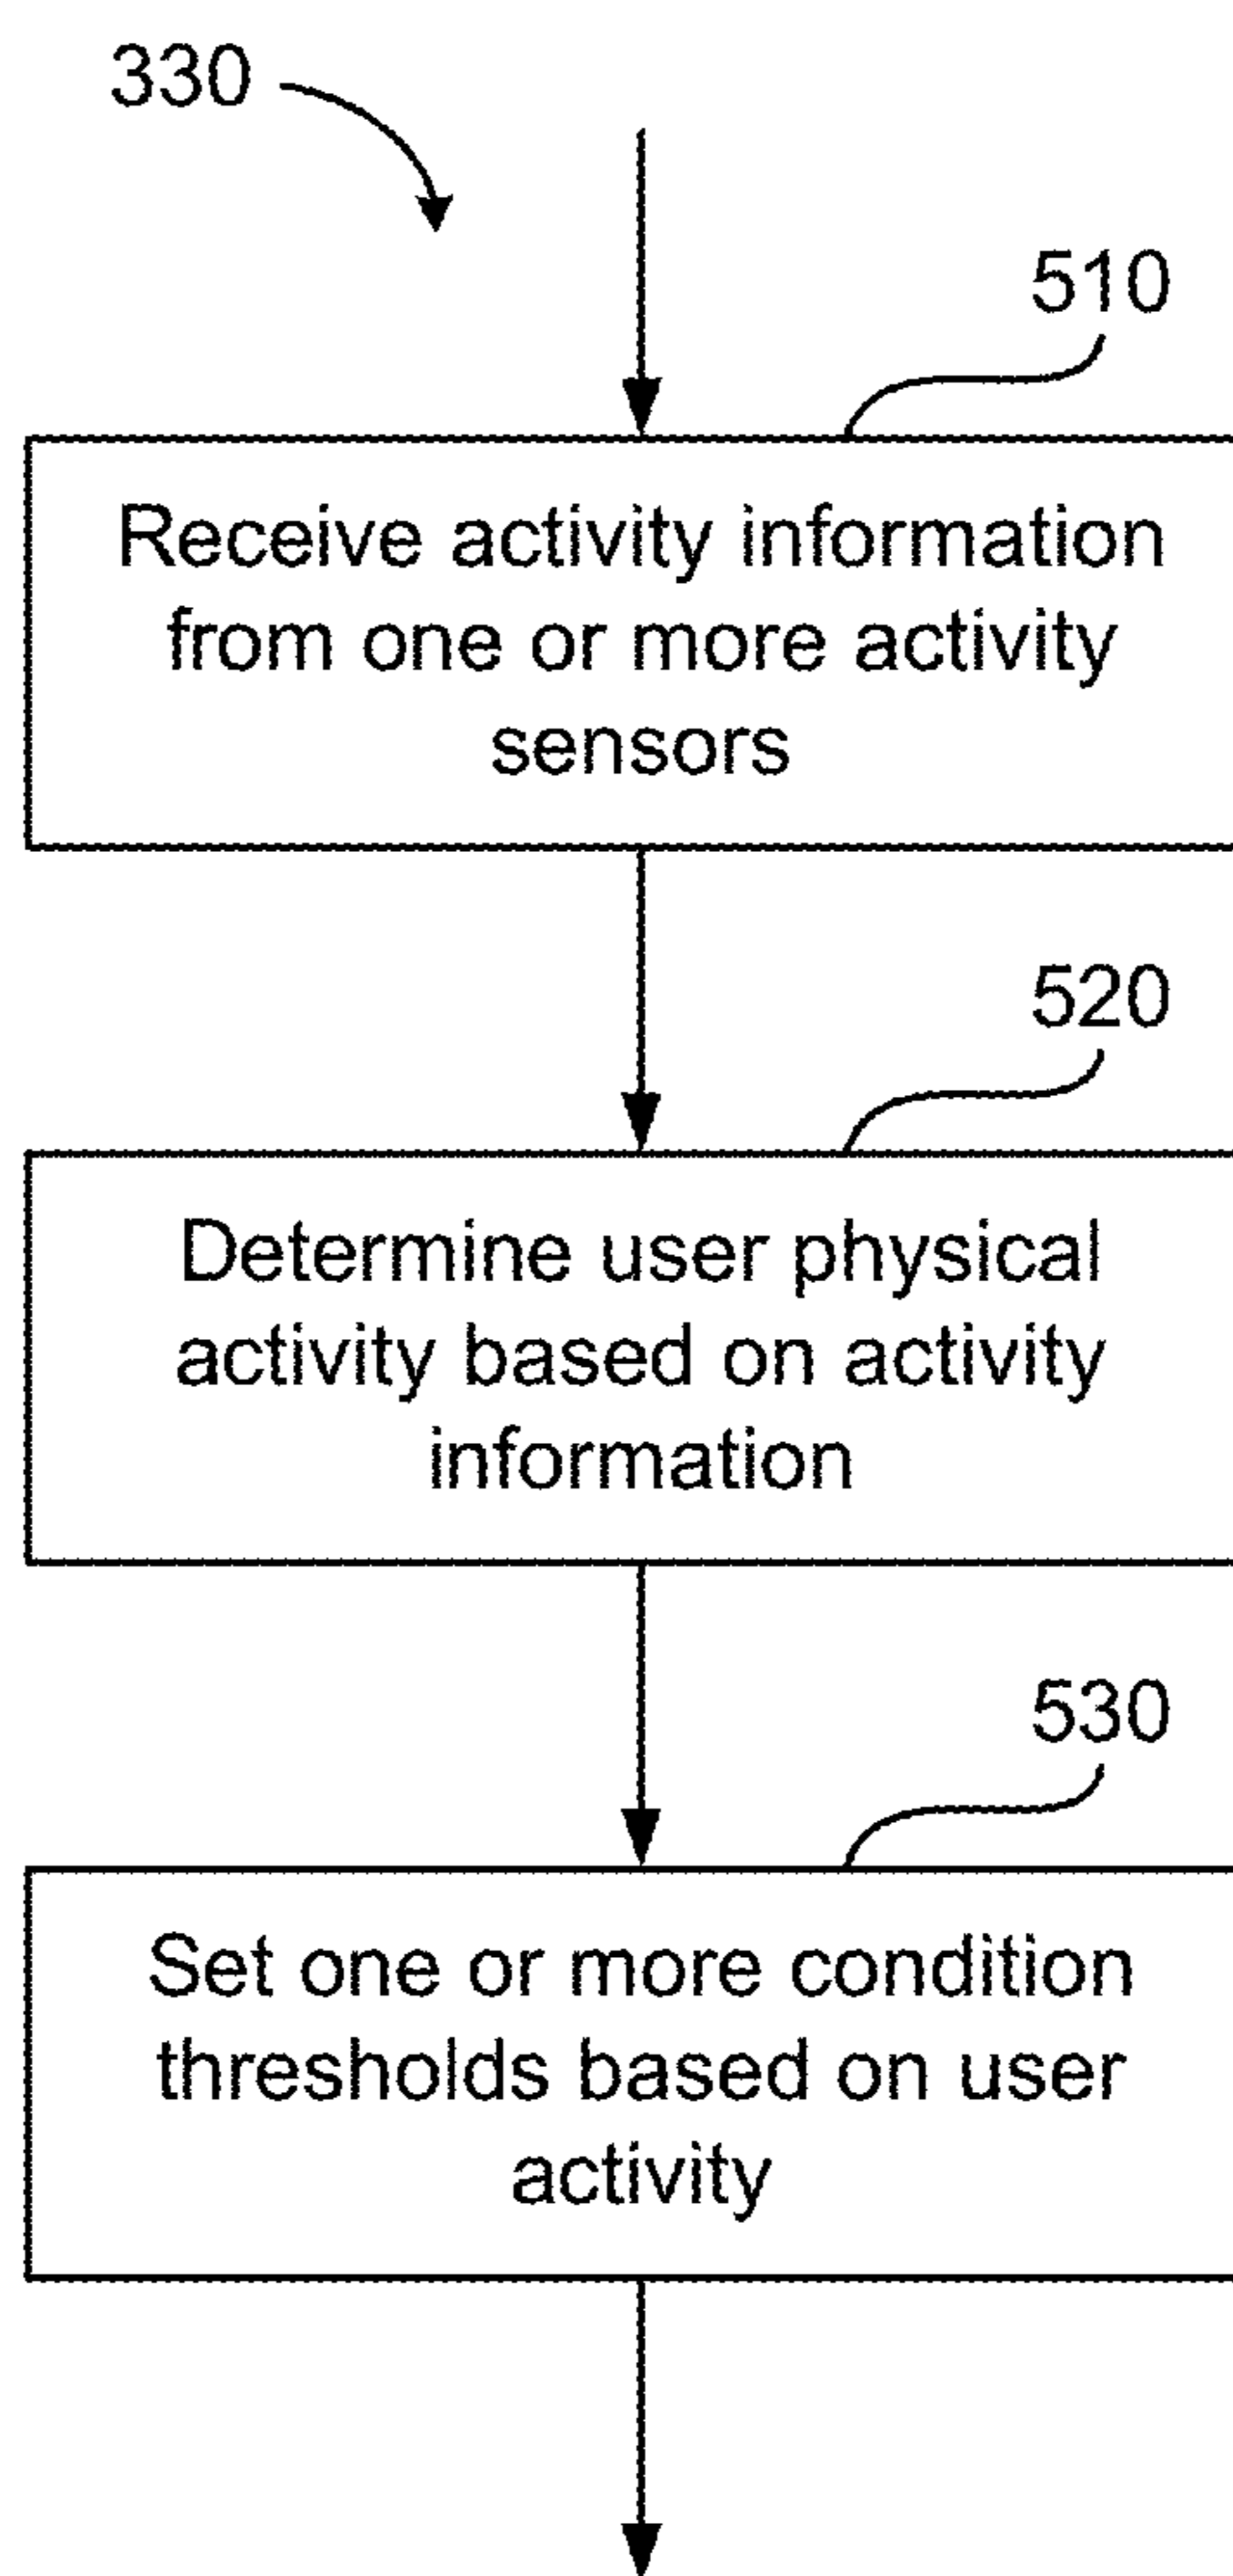 330
510
Receive activity information
from one or more activity
sensors
520
Determine user physical
activity based on activity
information
530
Set one or more condition
thresholds based on user
activity